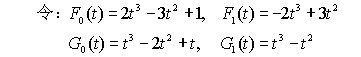 令：F₀(t)=2t³−3t²+1,  F₁(t)=−2t³+3t²
G₀(t)=t³−2t²+t,  G₁(t)=t³−t²